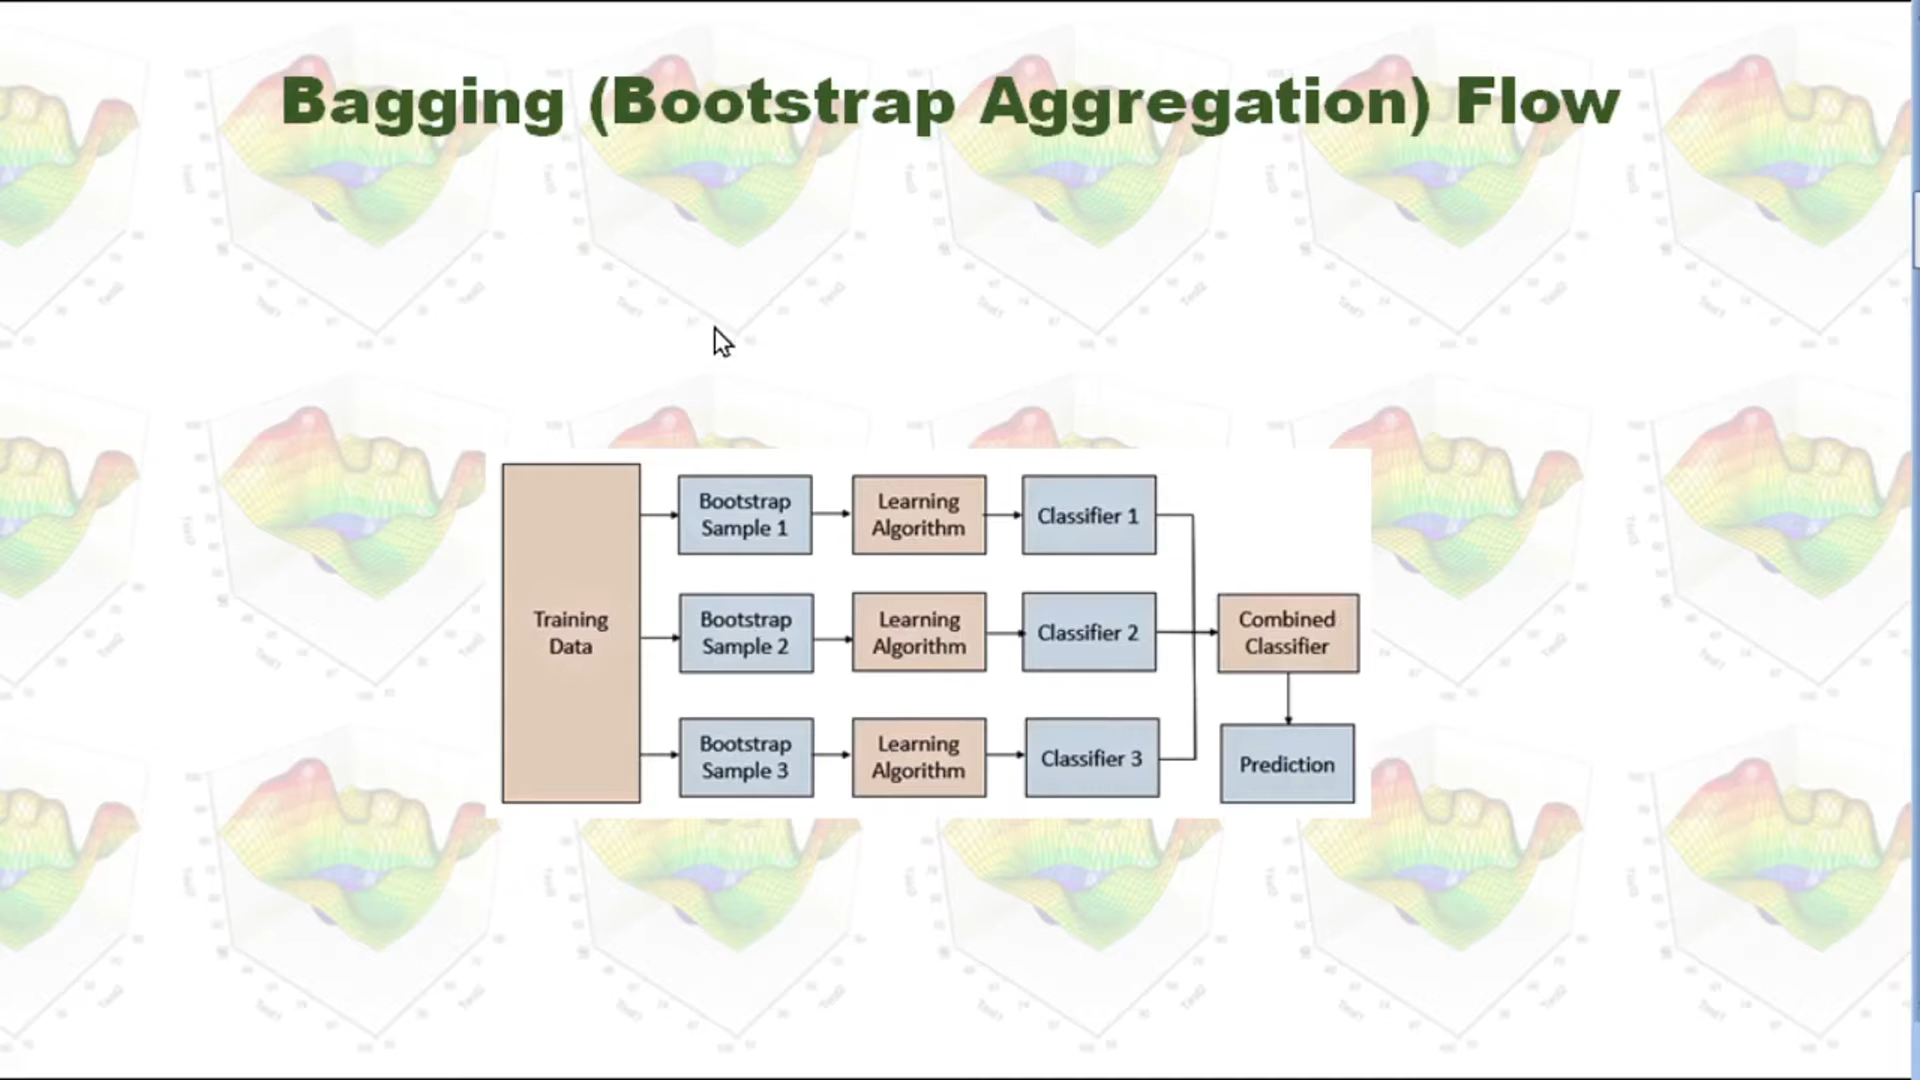 Bagging (Bootstrap Aggregation) Flow
Training
Data
Bootstrap
Sample 1
Learning
Algorithm
Classifier 1
Bootstrap
Sample 2
Learning
Algorithm
Classifier 2
Bootstrap
Sample 3
Learning
Algorithm
Classifier 3
Combined
Classifier
Prediction